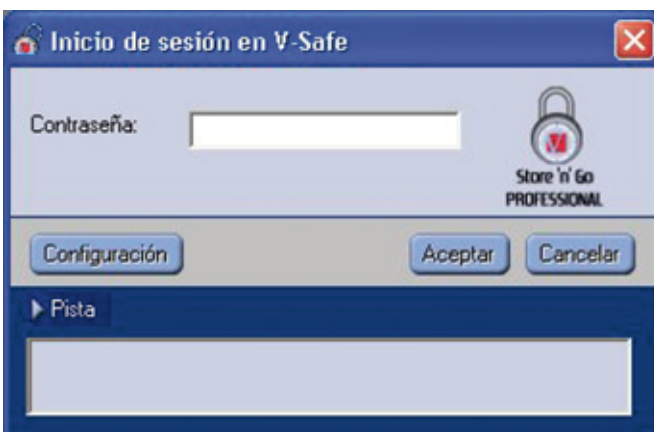 Inicio de sesión en V-Safe
Contraseña:
Store 'n' Go
PROFESSIONAL
Configuración
Aceptar
Cancelar
Pista